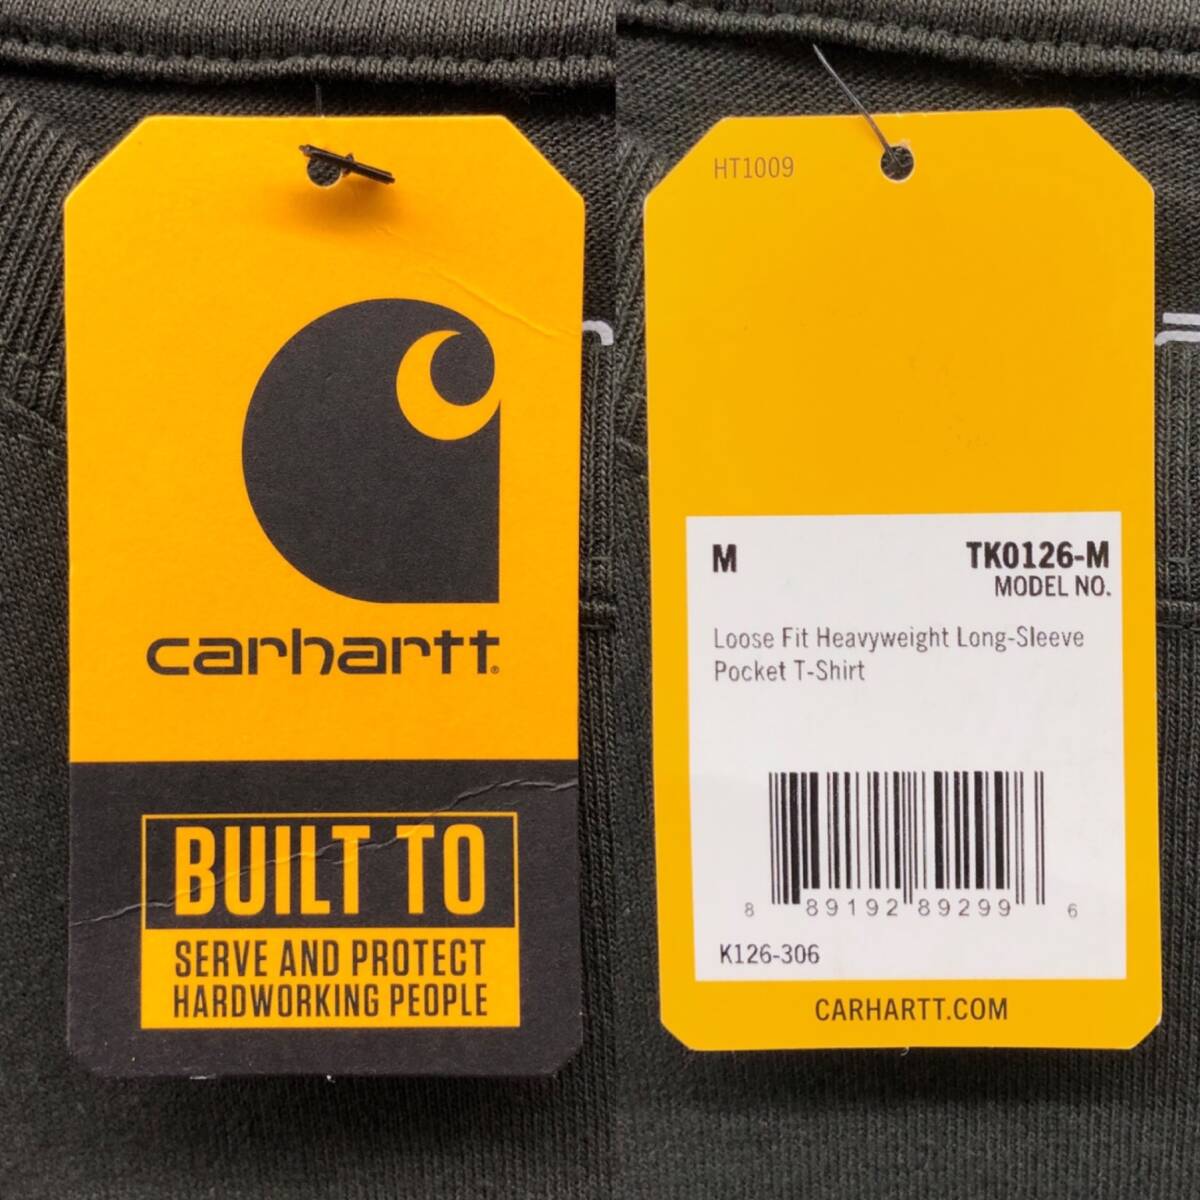 carhartt®
BUILT TO
SERVE AND PROTECT
HARDWORKING PEOPLE
HT1009
M TK0126-M
MODEL NO.
Loose Fit Heavyweight Long-Sleeve
Pocket T-Shirt
8 89192 89299 6
K126-306
CARHARTT.COM